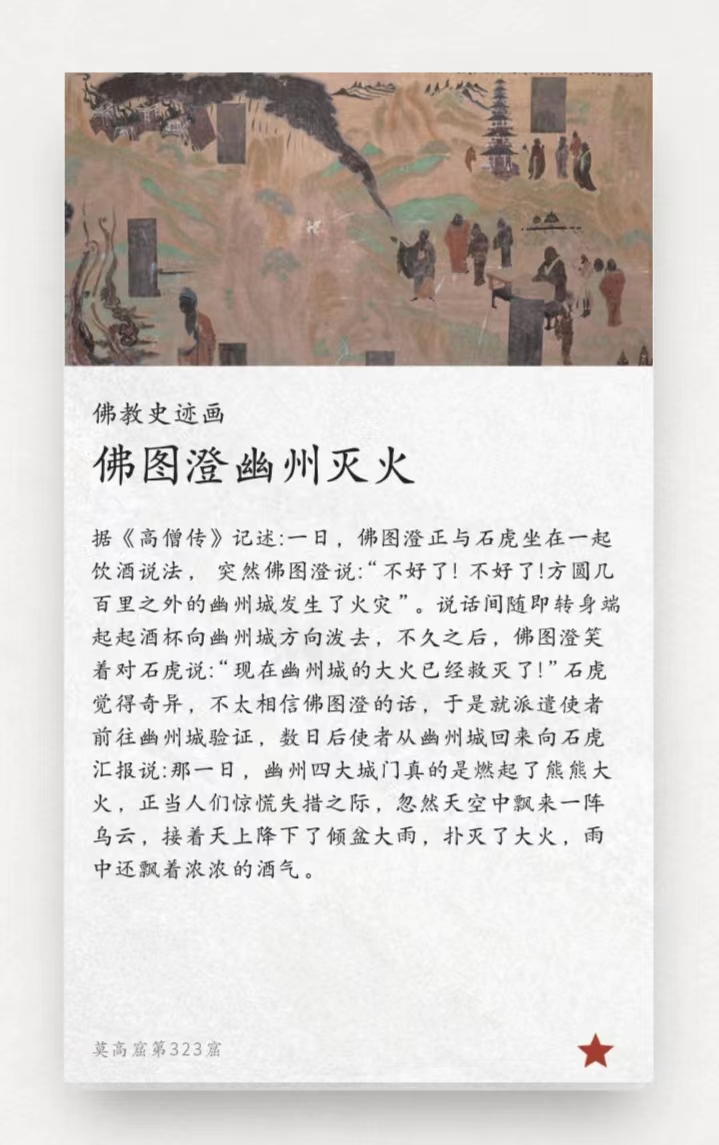 佛教史迹画
佛图澄幽州灭火
据《高僧传》记述:一日，佛图澄正与石虎坐在一起
饮酒说法， 突然佛图澄说:“不好了! 不好了!方圆几
百里之外的幽州城发生了火灾”。说话间随即转身端
起起酒杯向幽州城方向泼去，不久之后，佛图澄笑
着对石虎说:“现在幽州城的大火已经救灭了!”石虎
觉得奇异，不太相信佛图澄的话，于是就派遣使者
前往幽州城验证，数日后使者从幽州城回来向石虎
汇报说:那一日，幽州四大城门真的是燃起了熊熊大
火，正当人们惊慌失措之际，忽然天空中飘来一阵
乌云，接着天上降下了倾盆大雨，扑灭了大火，雨
中还飘着浓浓的酒气。
莫高窟第323窟